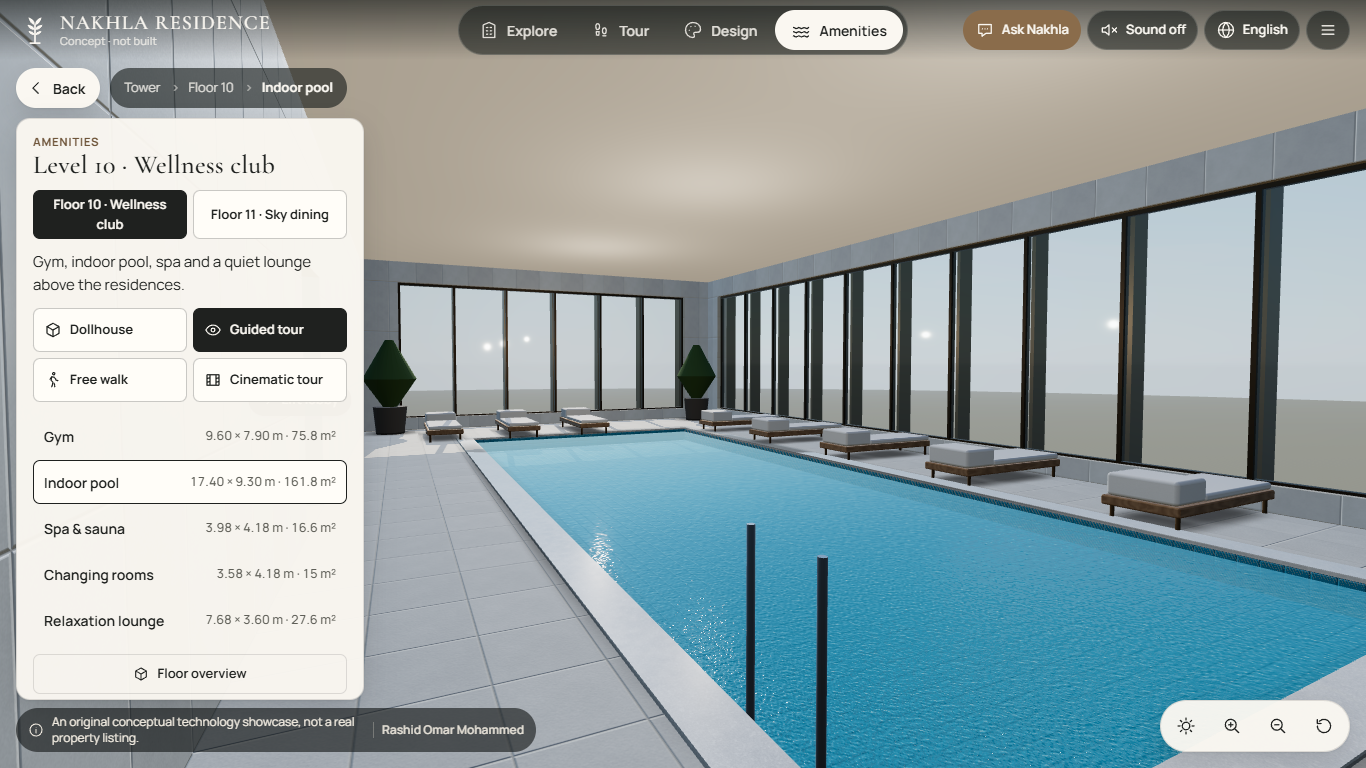 NAKHLA RESIDENCE
Concept · not built
Explore
Tour
Design
Amenities
Ask Nakhla
Sound off
English
Back
Tower › Floor 10 › Indoor pool
AMENITIES
Level 10 · Wellness club
Floor 10 · Wellness
club
Floor 11 · Sky dining
Gym, indoor pool, spa and a quiet lounge
above the residences.
Dollhouse
Guided tour
Free walk
Cinematic tour
Gym 9.60 × 7.90 m · 75.8 m²
Indoor pool 17.40 × 9.30 m · 161.8 m²
Spa & sauna 3.98 × 4.18 m · 16.6 m²
Changing rooms 3.58 × 4.18 m · 15 m²
Relaxation lounge 7.68 × 3.60 m · 27.6 m²
Floor overview
An original conceptual technology showcase, not a real
property listing.
Rashid Omar Mohammed